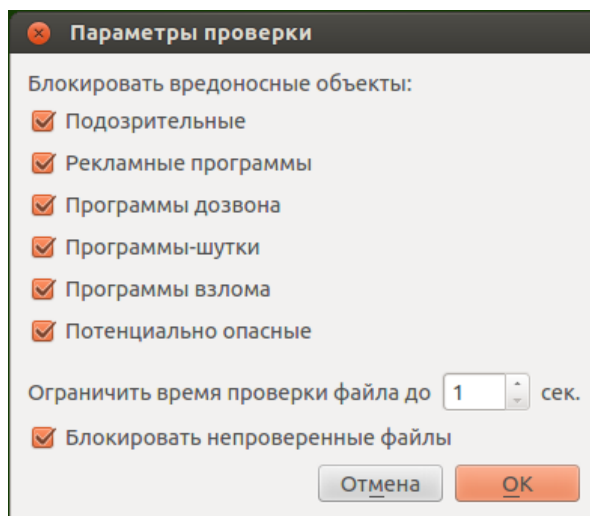 Параметры проверки
Блокировать вредоносные объекты:
Подозрительные
Рекламные программы
Программы дозвона
Программы-шутки
Программы взлома
Потенциально опасные
Ограничить время проверки файла до 1 сек.
Блокировать непроверенные файлы
Отмена OK